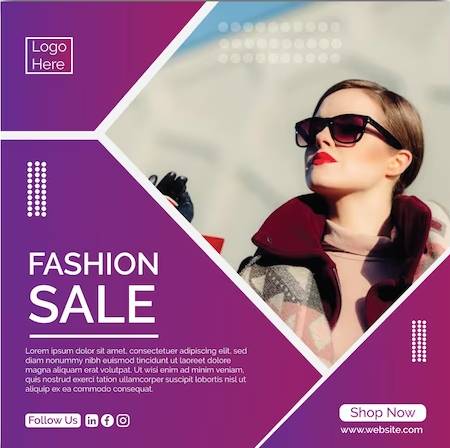 Logo
Here
FASHION
SALE
Lorem ipsum dolor sit amet, consectetuer adipiscing elit,
sed diam nonummy nibh euismod tincidunt ut laoreet
dolore magna aliquam erat volutpat. Ut wisi enim ad
minim veniam, quis nostrud exerci tation ullamcorper
suscipit lobortis nisl ut aliquip ex ea commodo
consequat.
Follow Us
Shop Now
www.website.com